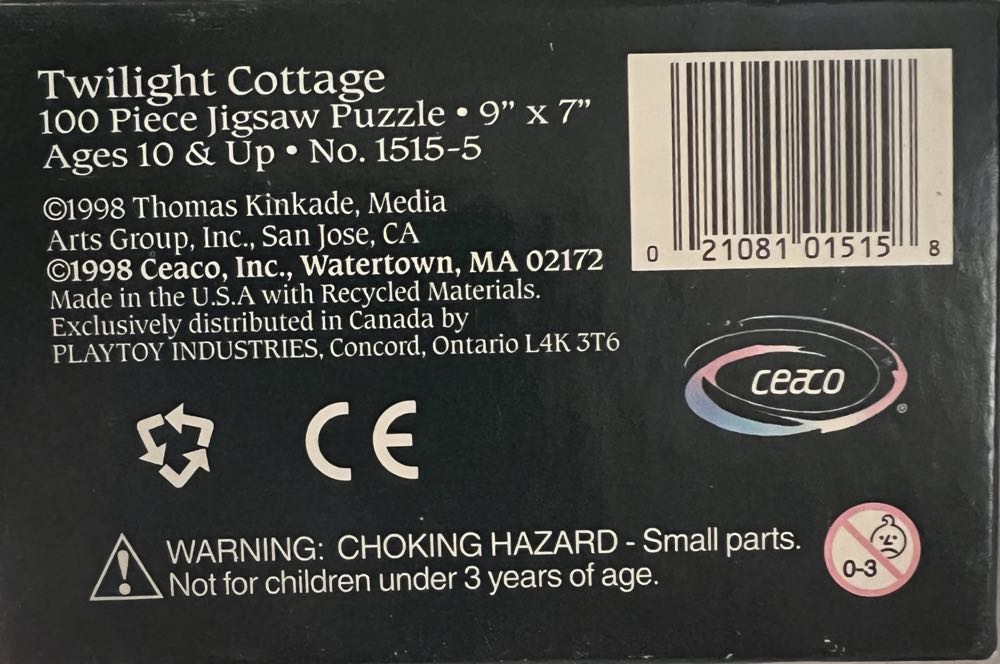 Twilight Cottage
100 Piece Jigsaw Puzzle • 9” x 7”
Ages 10 & Up • No. 1515-5
©1998 Thomas Kinkade, Media
Arts Group, Inc., San Jose, CA
©1998 Ceaco, Inc., Watertown, MA 02172
Made in the U.S.A with Recycled Materials.
Exclusively distributed in Canada by
PLAYTOY INDUSTRIES, Concord, Ontario L4K 3T6
0 21081 01515 8
ceaco ®
CE
WARNING: CHOKING HAZARD - Small parts.
Not for children under 3 years of age.
0-3